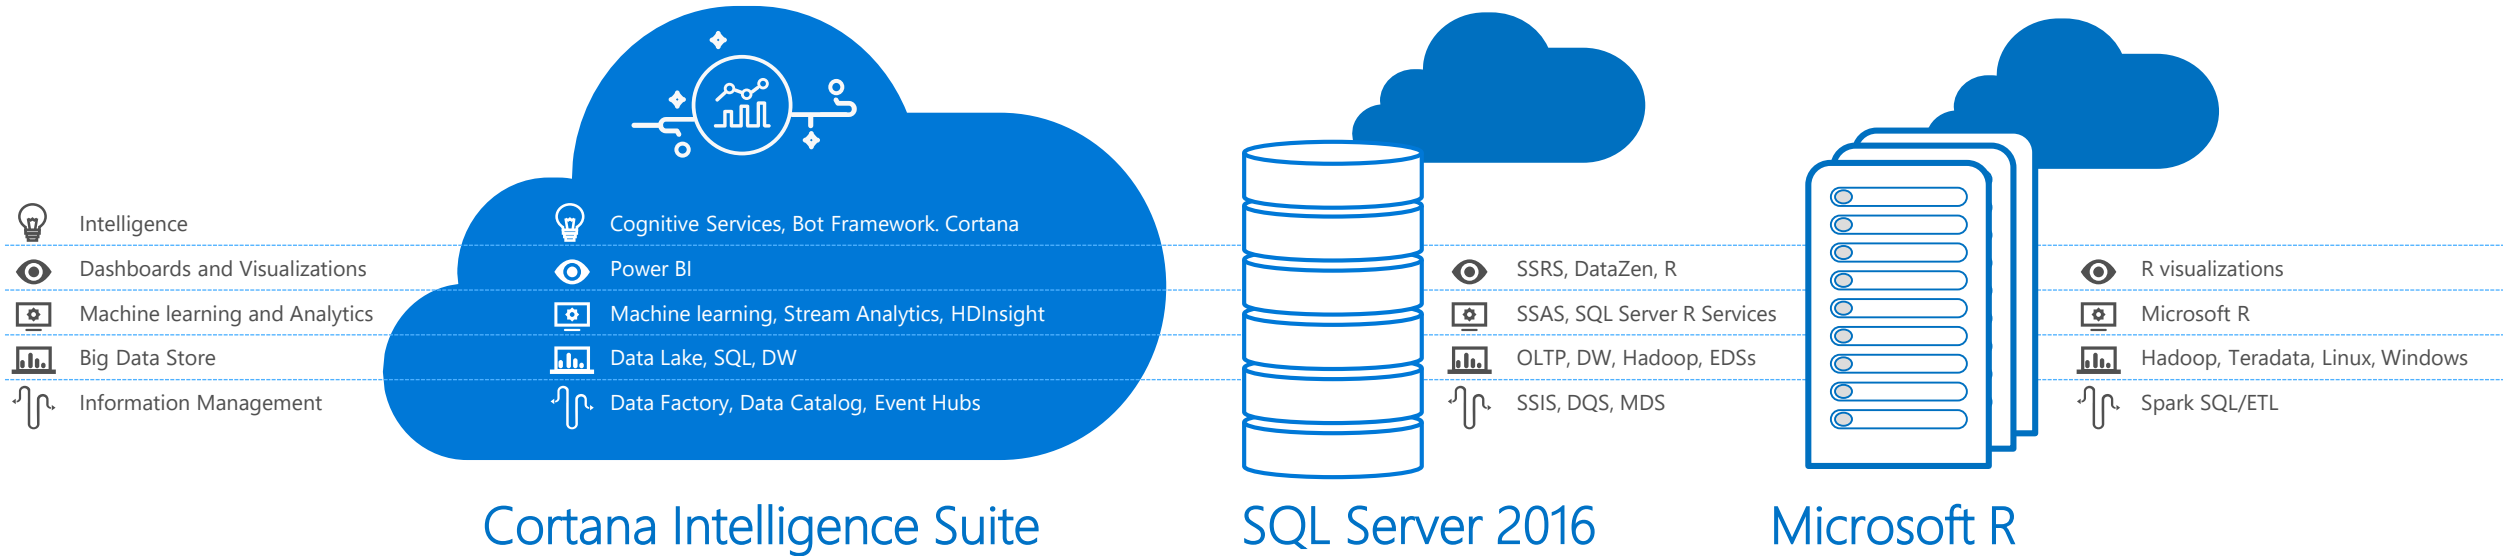 Intelligence
Cognitive Services, Bot Framework. Cortana
Dashboards and Visualizations
Power BI
SSRS, DataZen, R
R visualizations
Machine learning and Analytics
Machine learning, Stream Analytics, HDInsight
SSAS, SQL Server R Services
Microsoft R
Big Data Store
Data Lake, SQL, DW
OLTP, DW, Hadoop, EDSs
Hadoop, Teradata, Linux, Windows
Information Management
Data Factory, Data Catalog, Event Hubs
SSIS, DQS, MDS
Spark SQL/ETL
Cortana Intelligence Suite
SQL Server 2016
Microsoft R